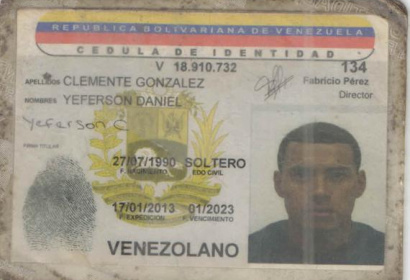 REPUBLICA BOLIVARIANA DE VENEZUELA
CEDULA DE IDENTIDAD
V 18.910.732 134
APELLIDOS CLEMENTE GONZALEZ Fabricio Pérez
NOMBRES YEFERSON DANIEL Director
Yeferson C
FIRMA TITULAR
27/07/1990 SOLTERO
F. NACIMIENTO EDO CIVIL
17/01/2013 01/2023
F. EXPEDICION F. VENCIMIENTO
VENEZOLANO